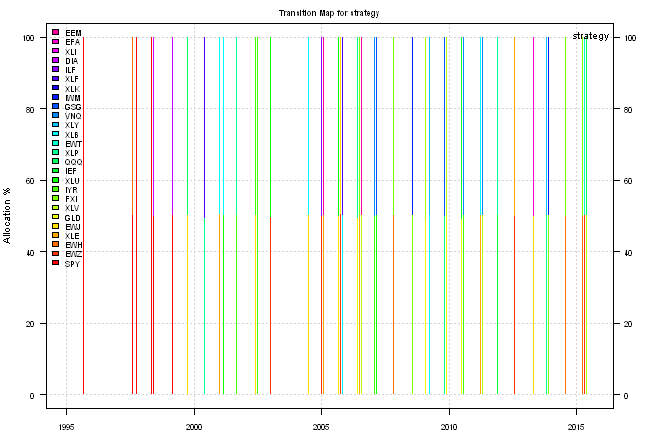 Transition Map for strategy
100
80
60
40
20
0
Allocation %
EEM
EFA
XLI
DIA
ILF
XLF
XLK
IWM
GSG
VNQ
XLY
XLB
EWT
XLP
QQQ
IEF
XLU
IYR
FXI
XLV
GLD
EWJ
XLE
EWH
EWZ
SPY
strategy
100
80
60
40
20
0
1995
2000
2005
2010
2015